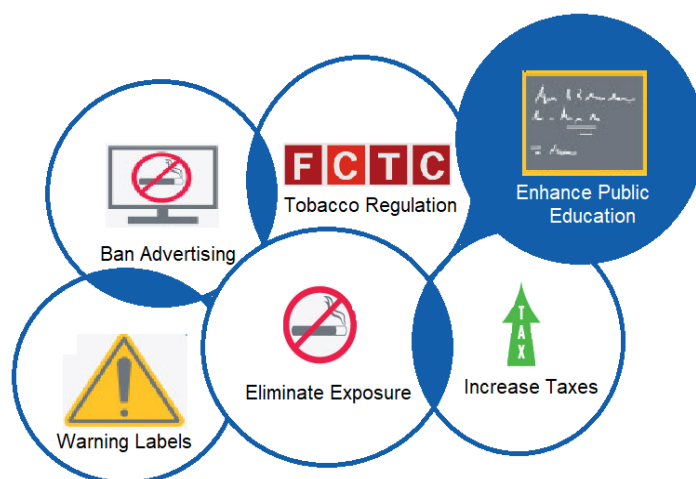 FCTC
Tobacco Regulation
Enhance Public
Education
Ban Advertising
TAX
Increase Taxes
Eliminate Exposure
Warning Labels